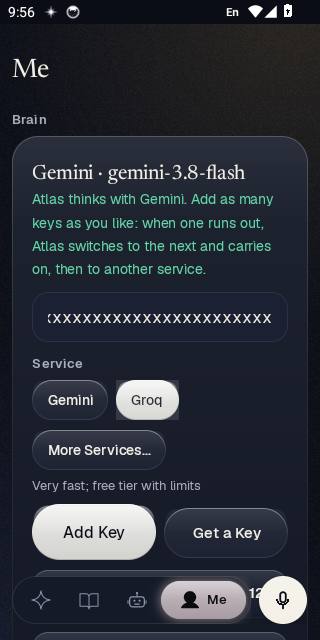 9:56
En
Me
Brain
Gemini · gemini-3.8-flash
Atlas thinks with Gemini. Add as many
keys as you like: when one runs out,
Atlas switches to the next and carries
on, then to another service.
xxxxxxxxxxxxxxxxxxxxxxx
Service
Gemini
Groq
More Services...
Very fast; free tier with limits
Add Key
Get a Key
Me